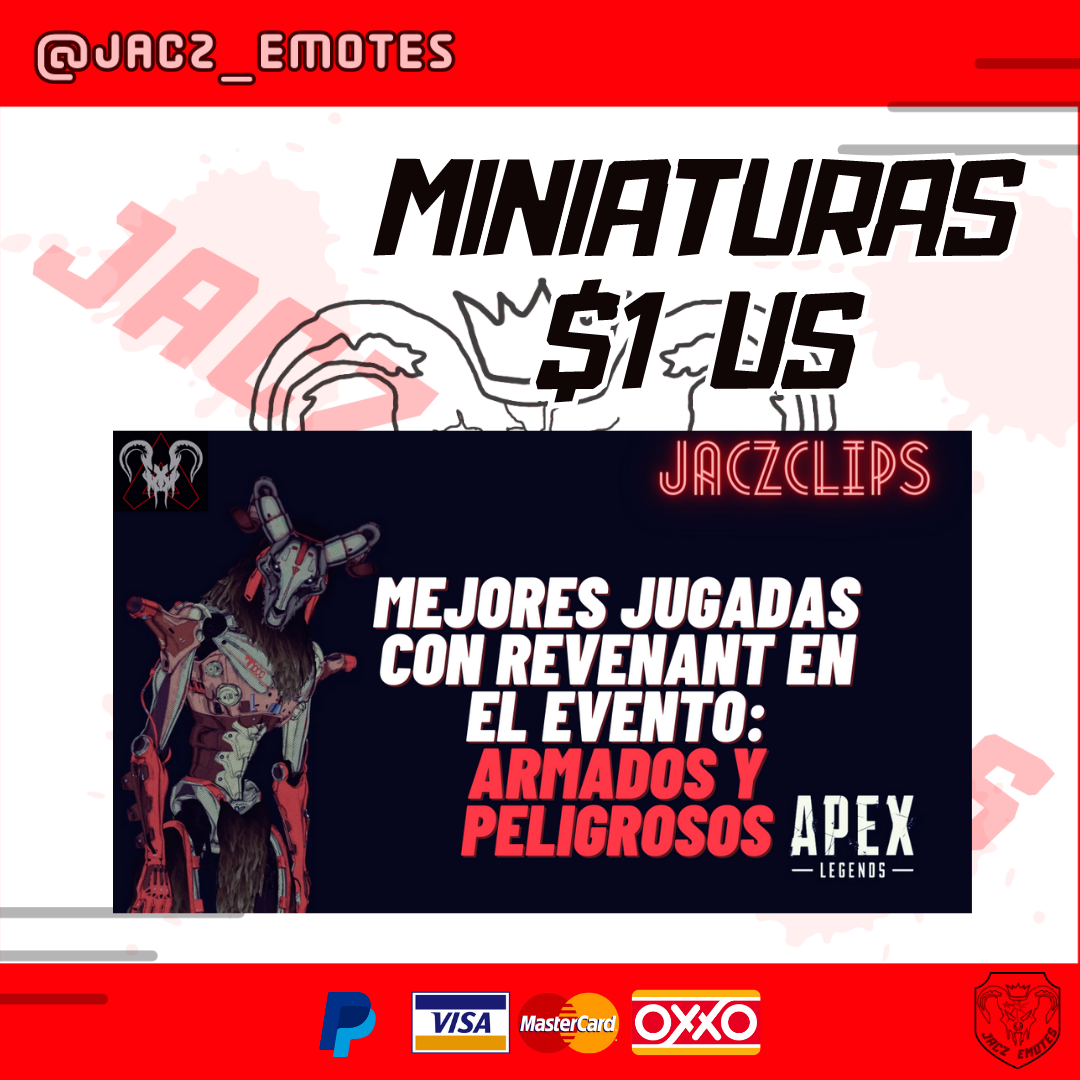 @JACZ_EMOTES
MINIATURAS
$1 US
JACZ
JACZCLIPS
MEJORES JUGADAS
CON REVENANT EN
EL EVENTO:
ARMADOS Y
PELIGROSOS
APEX
LEGENDS
S
VISA
MasterCard
OXXO
JACZ EMOTES